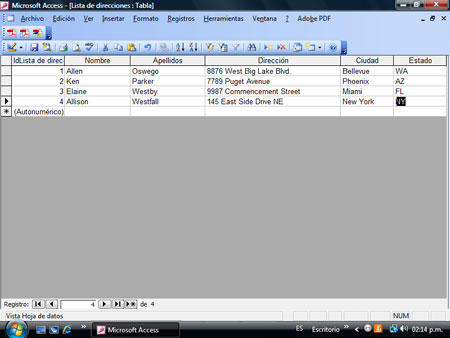 Microsoft Access - [Lista de direcciones : Tabla]
Archivo Edición Ver Insertar Formato Registros Herramientas Ventana ? Adobe PDF
IdLista de direc Nombre Apellidos Dirección Ciudad Estado
1 Allen Oswego 8876 West Big Lake Blvd. Bellevue WA
2 Ken Parker 7789 Puget Avenue Phoenix AZ
3 Elaine Westby 9987 Commencement Street Miami FL
4 Allison Westfall 145 East Side Drive NE New York NY
(Autonumérico)
Registro: 4 de 4
Vista Hoja de datos NUM
Microsoft Access ES Escritorio » « 02:14 p.m.